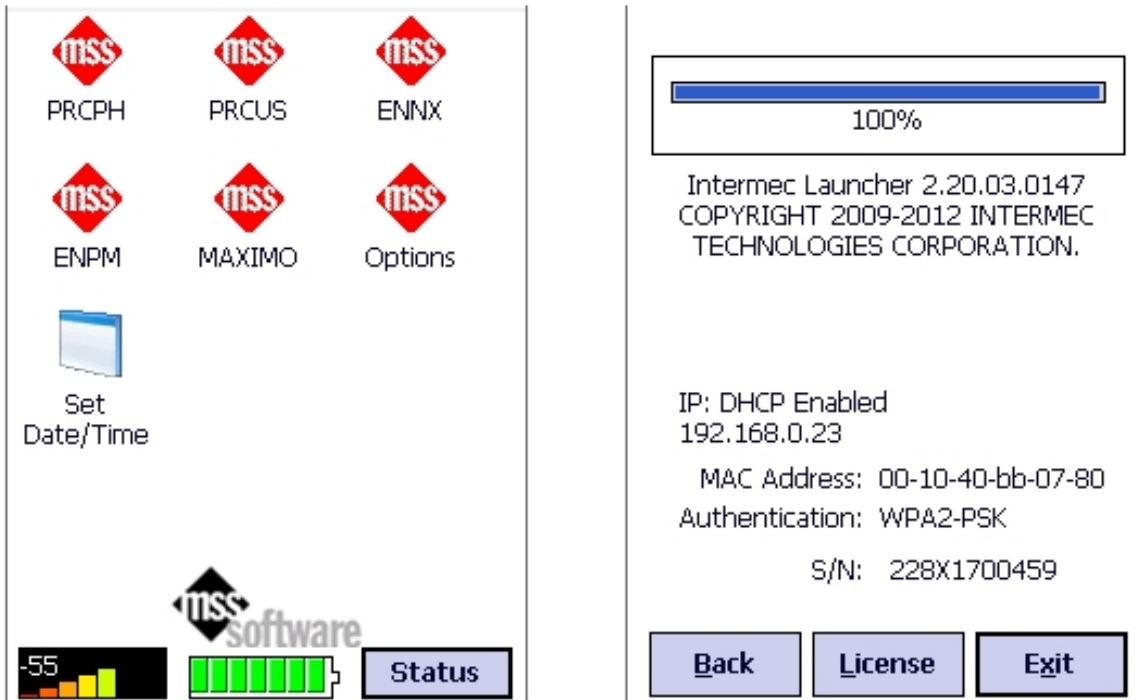 mss mss mss
PRCPH PRCUS ENNX
mss mss mss
ENPM MAXIMO Options
Set
Date/Time
mss
software
-55
Status
100%
Intermec Launcher 2.20.03.0147
COPYRIGHT 2009-2012 INTERMEC
TECHNOLOGIES CORPORATION.
IP: DHCP Enabled
192.168.0.23
MAC Address: 00-10-40-bb-07-80
Authentication: WPA2-PSK
S/N: 228X1700459
Back License Exit